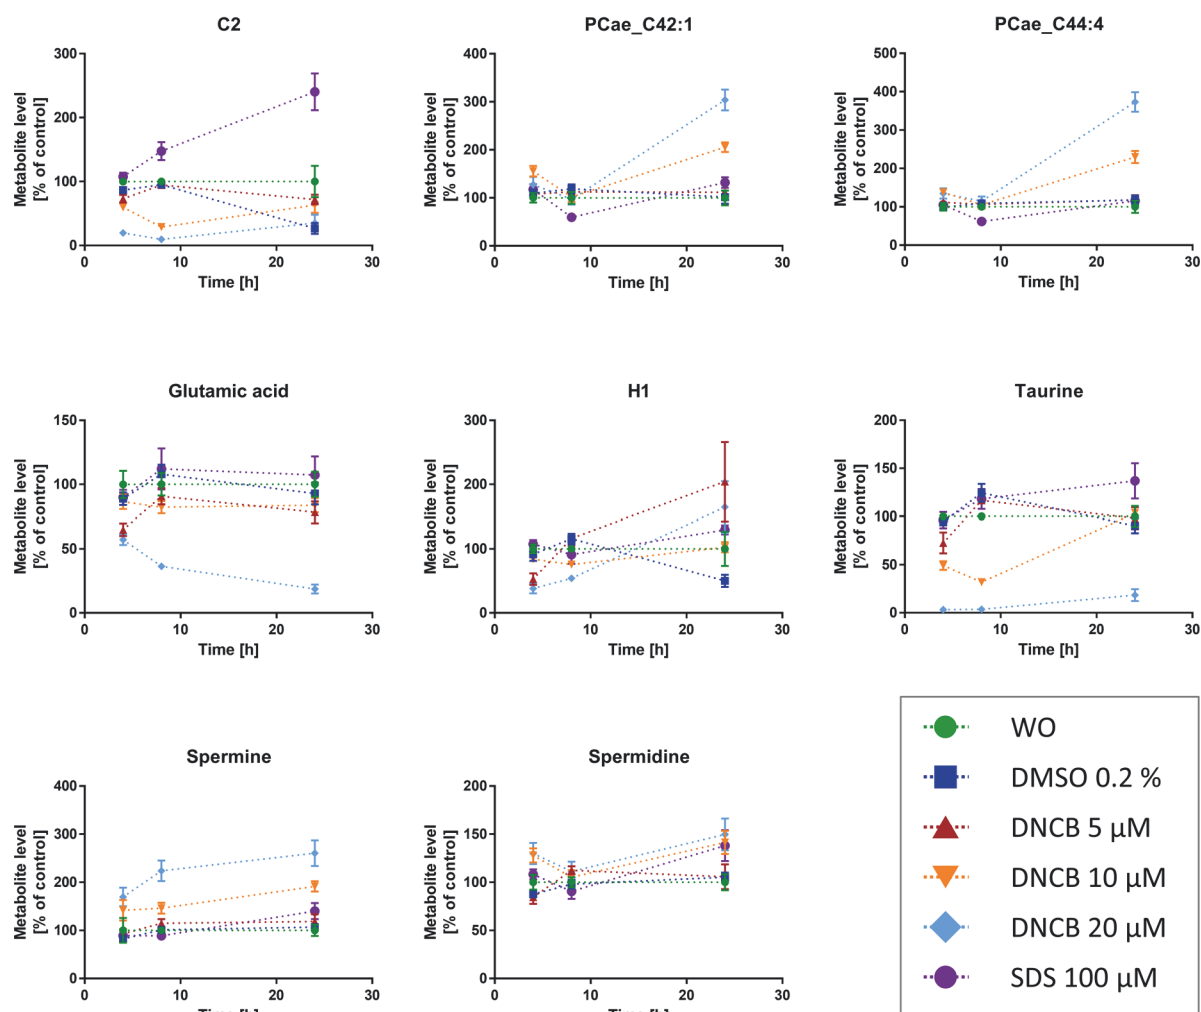 C2
PCae_C42:1
PCae_C44:4
Metabolite level
[% of control]
300
200
100
0
0 10 20 30
Time [h]
Metabolite level
[% of control]
400
300
200
100
0
0 10 20 30
Time [h]
Metabolite level
[% of control]
500
400
300
200
100
0
0 10 20 30
Time [h]
Glutamic acid
H1
Taurine
Metabolite level
[% of control]
150
100
50
0
0 10 20 30
Time [h]
Metabolite level
[% of control]
300
200
100
0
0 10 20 30
Time [h]
Metabolite level
[% of control]
200
150
100
50
0
0 10 20 30
Time [h]
Spermine
Spermidine
Metabolite level
[% of control]
400
300
200
100
0
0 10 20 30
Time [h]
Metabolite level
[% of control]
200
150
100
50
0
0 10 20 30
Time [h]
WO
DMSO 0.2 %
DNCB 5 µM
DNCB 10 µM
DNCB 20 µM
SDS 100 µM